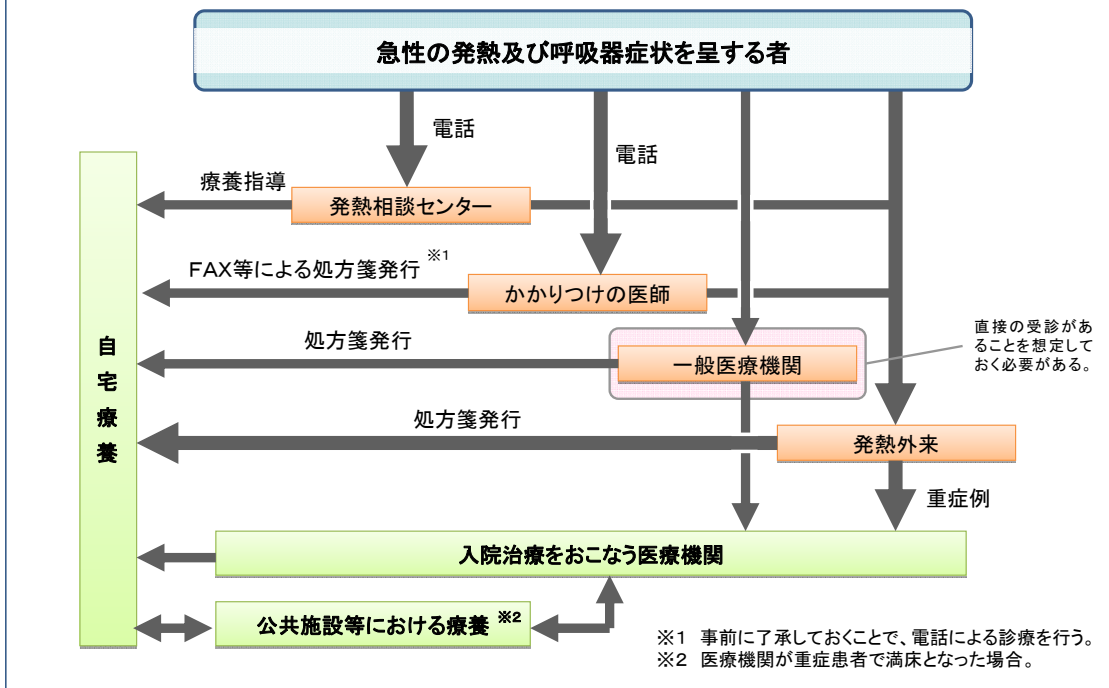 急性の発熱及び呼吸器症状を呈する者
電話
電話
療養指導
発熱相談センター
FAX等による処方箋発行 ※1
かかりつけの医師
直接の受診があ
ることを想定して
おく必要がある。
処方箋発行
一般医療機関
自宅療養
処方箋発行
発熱外来
重症例
入院治療をおこなう医療機関
公共施設等における療養 ※2
※1 事前に了承しておくことで、電話による診療を行う。
※2 医療機関が重症患者で満床となった場合。